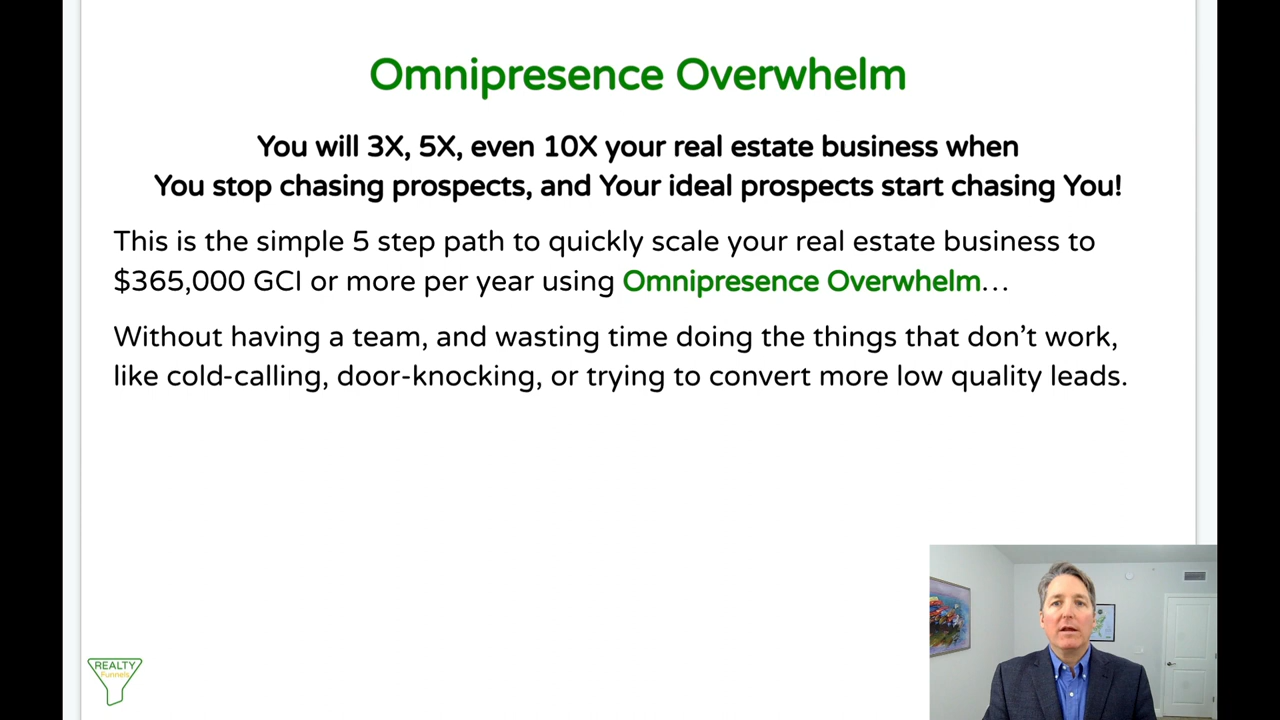 Omnipresence Overwhelm
You will 3X, 5X, even 10X your real estate business when
You stop chasing prospects, and Your ideal prospects start chasing You!
This is the simple 5 step path to quickly scale your real estate business to
$365,000 GCI or more per year using Omnipresence Overwhelm…
Without having a team, and wasting time doing the things that don’t work,
like cold-calling, door-knocking, or trying to convert more low quality leads.
REALTY
Funnels